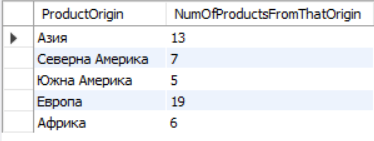 ProductOrigin NumOfProductsFromThatOrigin
Азия 13
Северна Америка 7
Южна Америка 5
Европа 19
Африка 6